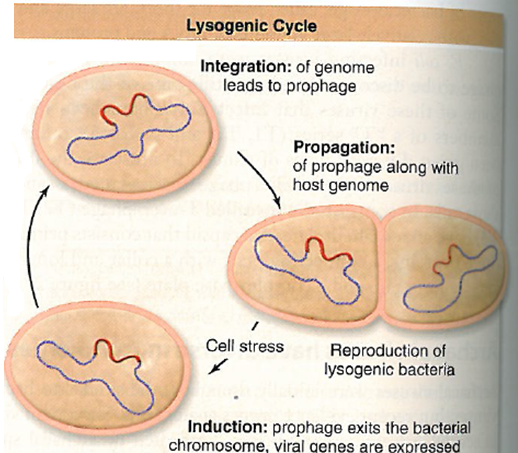 Lysogenic Cycle
Integration: of genome
leads to prophage
Propagation:
of prophage along with
host genome
Cell stress
Reproduction of
lysogenic bacteria
Induction: prophage exits the bacterial
chromosome, viral genes are expressed